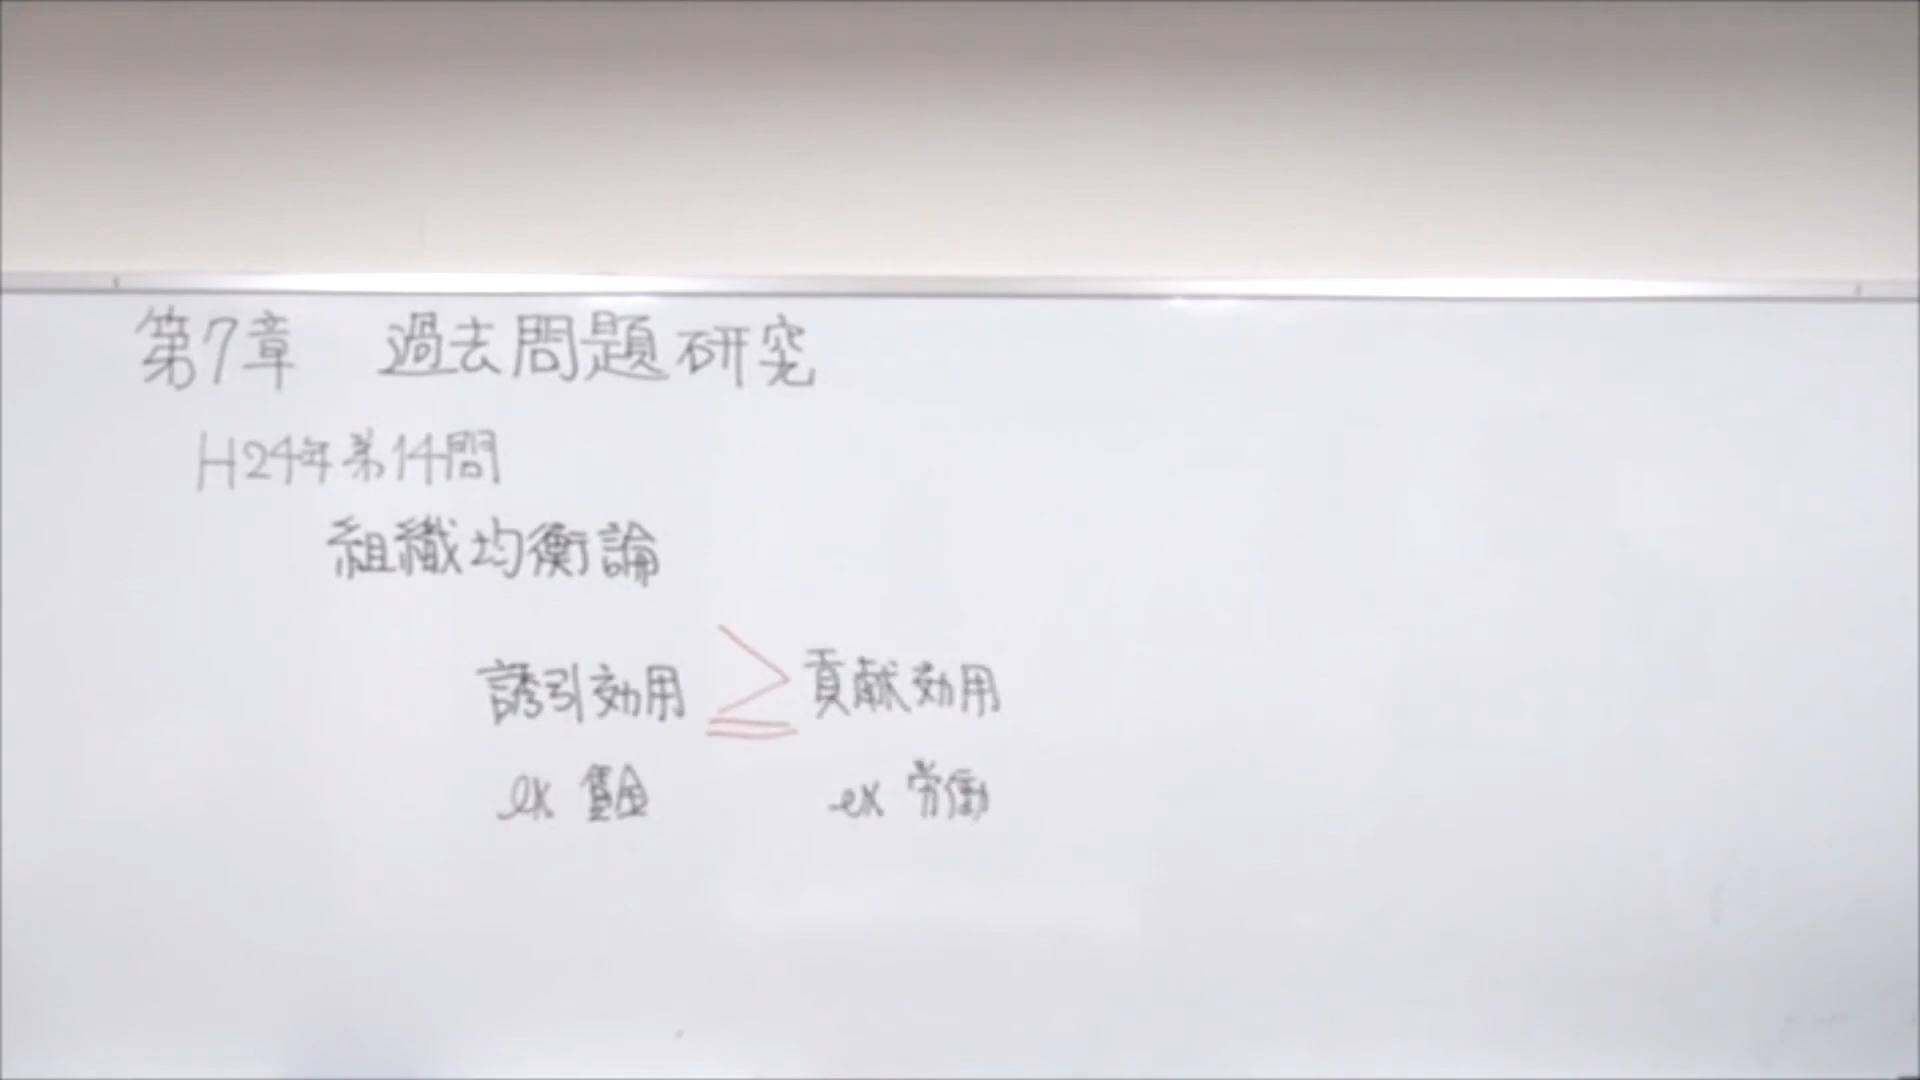 第7章 過去問題研究
H24年第14問
組織均衡論
誘引効用 ≧ 貢献効用
ex 賃金 ex 労働